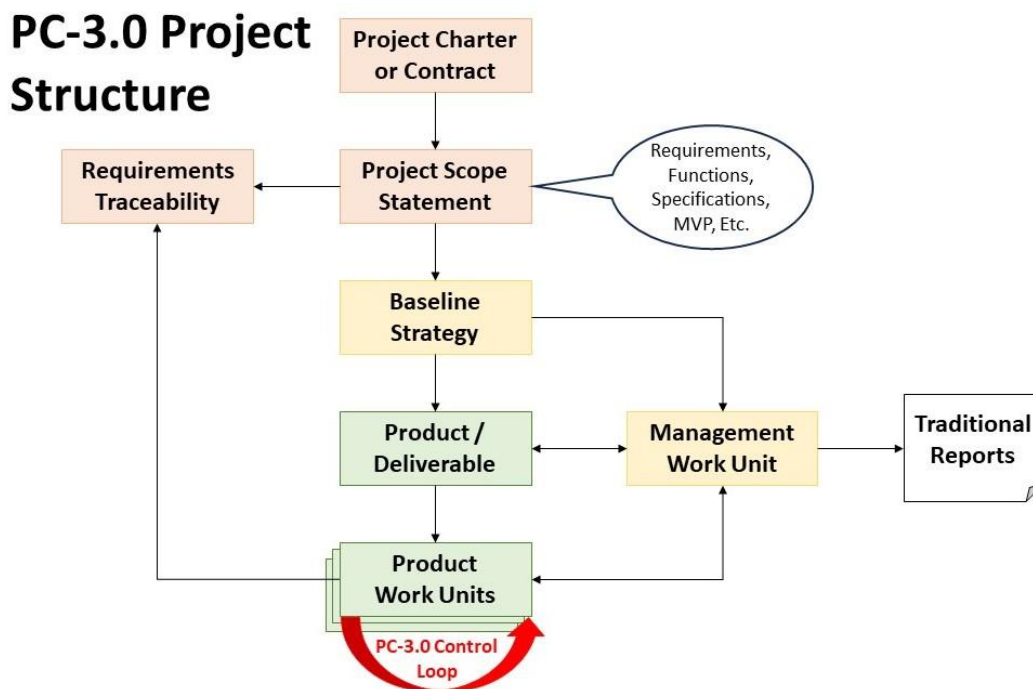 PC-3.0 Project
Structure
Project Charter
or Contract
Requirements
Traceability
Project Scope
Statement
Requirements,
Functions,
Specifications,
MVP, Etc.
Baseline
Strategy
Product /
Deliverable
Management
Work Unit
Traditional
Reports
Product
Work Units
PC-3.0 Control
Loop